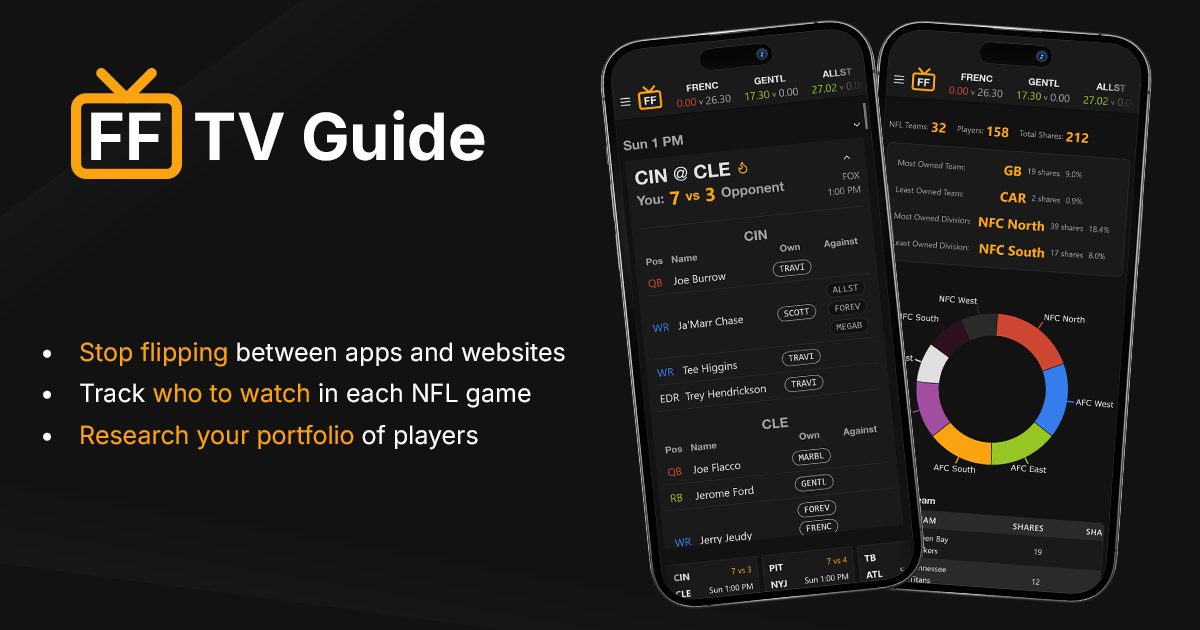 FF TV Guide
• Stop flipping between apps and websites
• Track who to watch in each NFL game
• Research your portfolio of players
FF
FRENC GENTL ALLST
0.00 v 26.30 17.30 v 0.00 27.02 v 0.0
Sun 1 PM
CIN @ CLE
FOX
You: 7 vs 3 Opponent
1:00 PM
CIN
Pos Name Own Against
QB Joe Burrow TRAVI
ALLST
WR Ja'Marr Chase SCOTT FOREV
MEGAB
WR Tee Higgins TRAVI
EDR Trey Hendrickson TRAVI
CLE
Pos Name Own Against
QB Joe Flacco MARBL
RB Jerome Ford GENTL
FOREV
WR Jerry Jeudy FRENC
CIN 7 vs 3 PIT 7 vs 4 TB
CLE Sun 1:00 PM NYJ Sun 1:00 PM ATL
FF
FRENC GENTL ALLST
0.00 v 26.30 17.30 v 0.00 27.02 v 0.0
NFL Teams: 32 Players: 158 Total Shares: 212
Most Owned Team: GB 19 shares 9.0%
Least Owned Team: CAR 2 shares 0.9%
Most Owned Division: NFC North 39 shares 18.4%
east Owned Division: NFC South 17 shares 8.0%
NFC West
NFC North
FC South
st
AFC West
AFC South
AFC East
eam
AM SHARES SHA
en Bay
kers 19
nnessee
itans 12